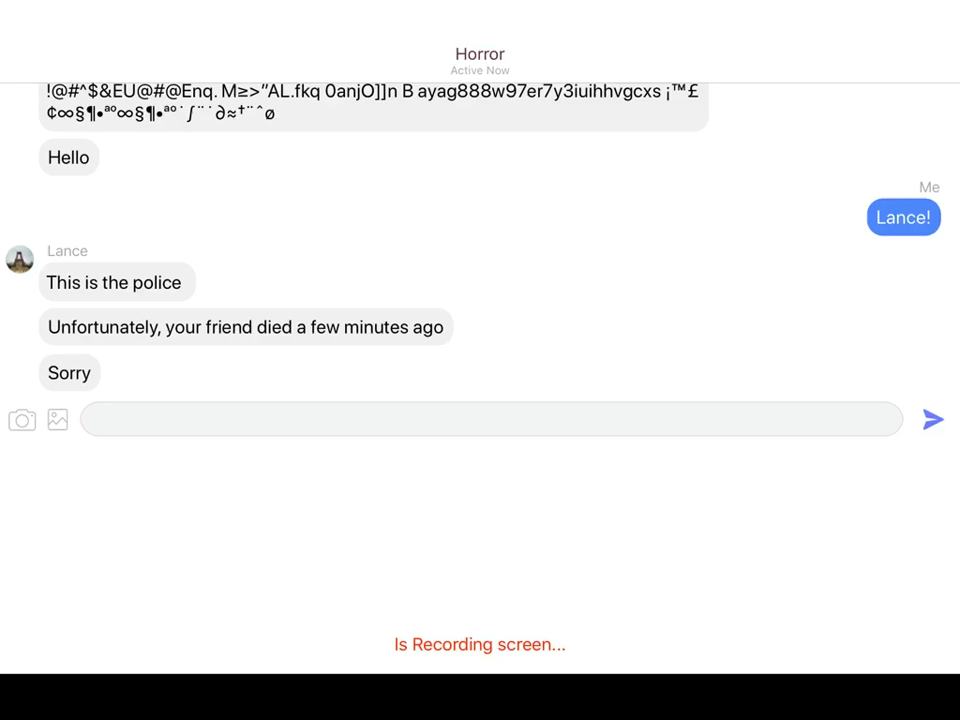 Horror
Active Now
!@#^$&EU@#@Enq. M≥>”AL.fkq 0anjO]]n B ayag888w97er7y3iuihhvgcxs ¡™£
¢∞§¶•ªº∞§¶•ªº˙∫¨˙∂≈†¨ˆø
Hello
Me
Lance!
Lance
This is the police
Unfortunately, your friend died a few minutes ago
Sorry
Is Recording screen...